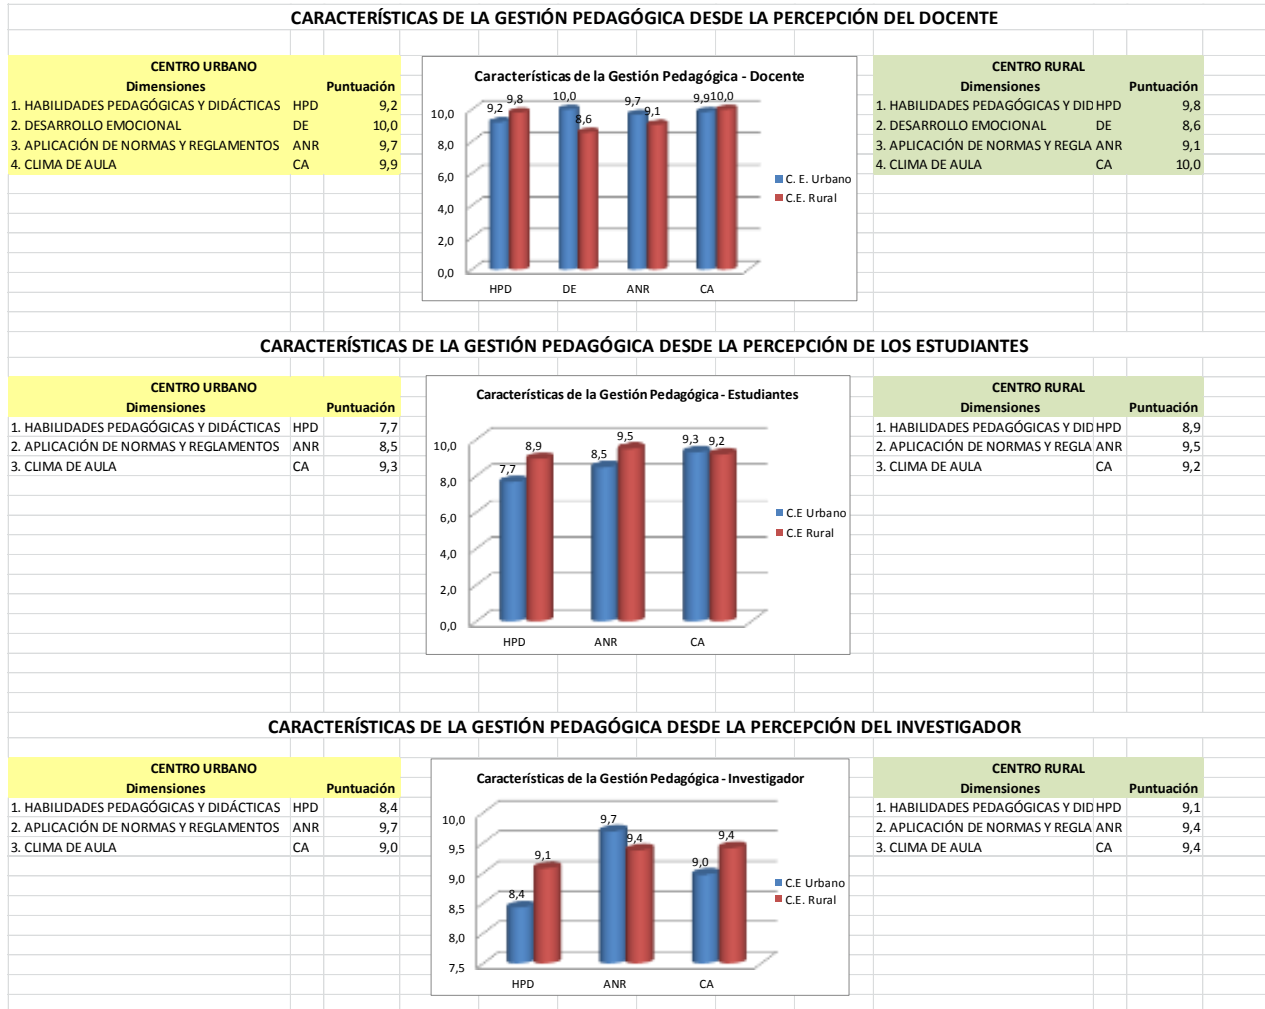 CARACTERÍSTICAS DE LA GESTIÓN PEDAGÓGICA DESDE LA PERCEPCIÓN DEL DOCENTE
CENTRO URBANO
Dimensiones Puntuación
1. HABILIDADES PEDAGÓGICAS Y DIDÁCTICAS HPD 9,2
2. DESARROLLO EMOCIONAL DE 10,0
3. APLICACIÓN DE NORMAS Y REGLAMENTOS ANR 9,7
4. CLIMA DE AULA CA 9,9
Características de la Gestión Pedagógica - Docente
10,0
8,0
6,0
4,0
2,0
0,0
9,2 9,8 10,0 8,6 9,7 9,1 9,9 10,0
HPD DE ANR CA
C. E. Urbano
C.E. Rural
CENTRO RURAL
Dimensiones Puntuación
1. HABILIDADES PEDAGÓGICAS Y DID HPD 9,8
2. DESARROLLO EMOCIONAL DE 8,6
3. APLICACIÓN DE NORMAS Y REGLA ANR 9,1
4. CLIMA DE AULA CA 10,0
CARACTERÍSTICAS DE LA GESTIÓN PEDAGÓGICA DESDE LA PERCEPCIÓN DE LOS ESTUDIANTES
CENTRO URBANO
Dimensiones Puntuación
1. HABILIDADES PEDAGÓGICAS Y DIDÁCTICAS HPD 7,7
2. APLICACIÓN DE NORMAS Y REGLAMENTOS ANR 8,5
3. CLIMA DE AULA CA 9,3
Características de la Gestión Pedagógica - Estudiantes
10,0
8,0
6,0
4,0
2,0
0,0
7,7 8,9 8,5 9,5 9,3 9,2
HPD ANR CA
C.E Urbano
C.E Rural
CENTRO RURAL
Dimensiones Puntuación
1. HABILIDADES PEDAGÓGICAS Y DID HPD 8,9
2. APLICACIÓN DE NORMAS Y REGLA ANR 9,5
3. CLIMA DE AULA CA 9,2
CARACTERÍSTICAS DE LA GESTIÓN PEDAGÓGICA DESDE LA PERCEPCIÓN DEL INVESTIGADOR
CENTRO URBANO
Dimensiones Puntuación
1. HABILIDADES PEDAGÓGICAS Y DIDÁCTICAS HPD 8,4
2. APLICACIÓN DE NORMAS Y REGLAMENTOS ANR 9,7
3. CLIMA DE AULA CA 9,0
Características de la Gestión Pedagógica - Investigador
10,0
9,5
9,0
8,5
8,0
7,5
8,4 9,1 9,7 9,4 9,0 9,4
HPD ANR CA
C.E Urbano
C.E. Rural
CENTRO RURAL
Dimensiones Puntuación
1. HABILIDADES PEDAGÓGICAS Y DID HPD 9,1
2. APLICACIÓN DE NORMAS Y REGLA ANR 9,4
3. CLIMA DE AULA CA 9,4